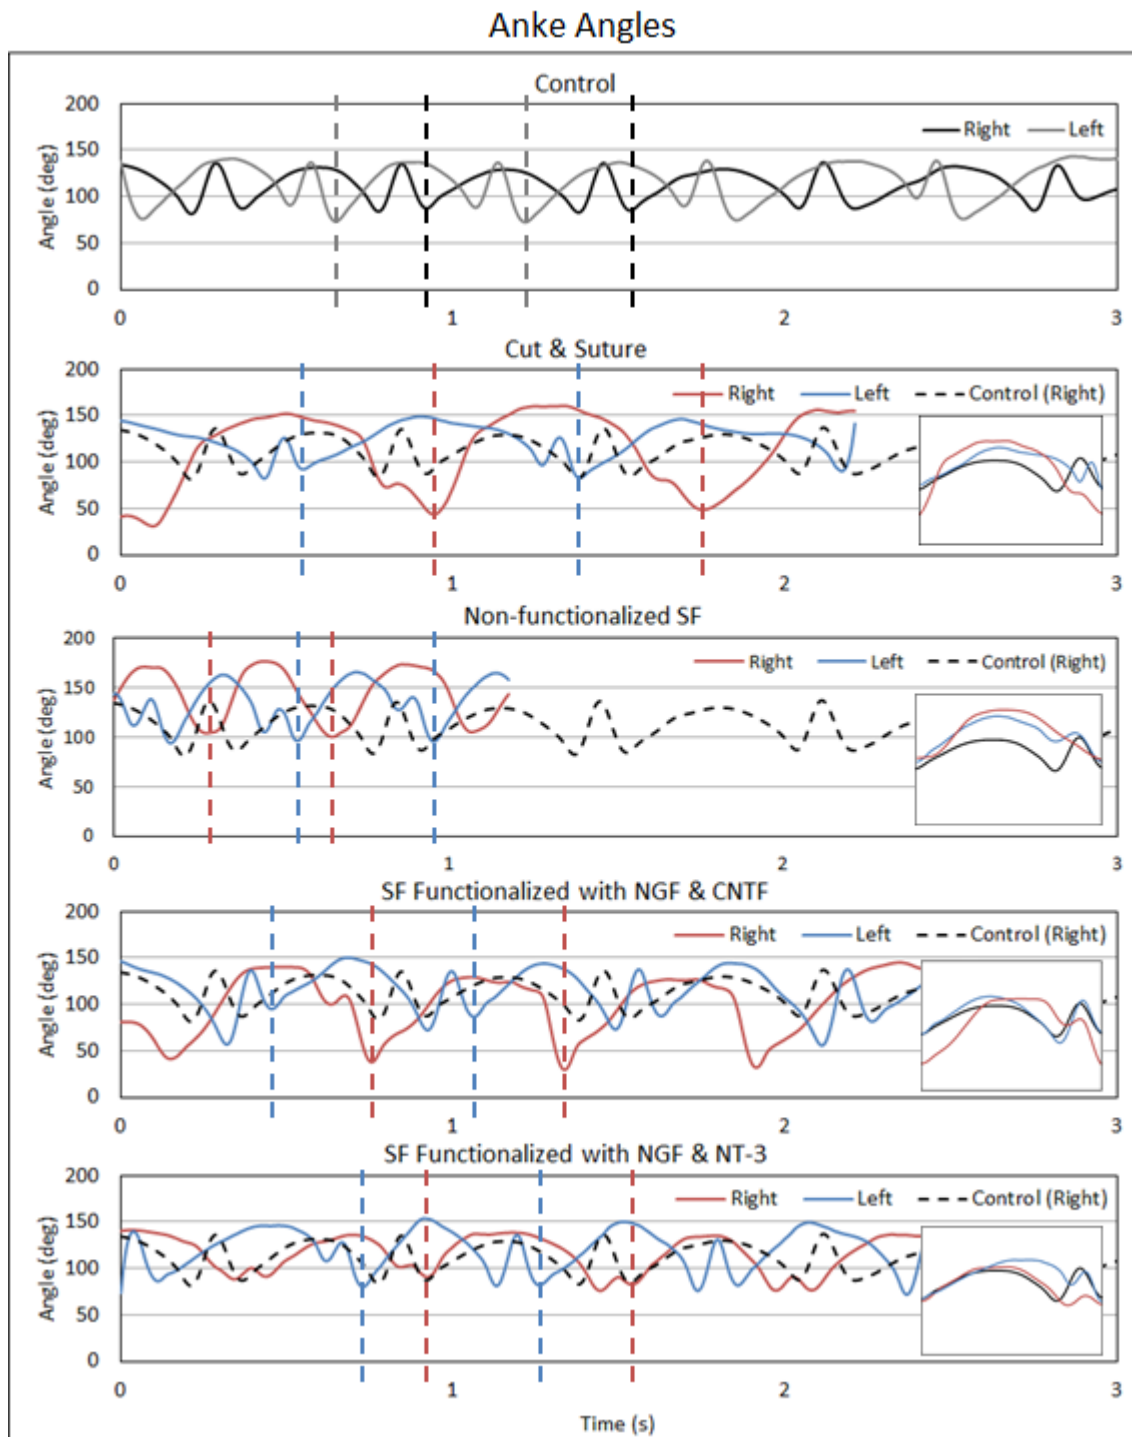 Anke Angles
Control
200
150
100
50
0
Angle (deg)
Right Left
0 1 2 3
Cut & Suture
200
150
100
50
0
Angle (deg)
Right Left Control (Right)
0 1 2 3
Non-functionalized SF
200
150
100
50
0
Angle (deg)
Right Left Control (Right)
0 1 2 3
SF Functionalized with NGF & CNTF
200
150
100
50
0
Angle (deg)
Right Left Control (Right)
0 1 2 3
SF Functionalized with NGF & NT-3
200
150
100
50
0
Angle (deg)
Right Left Control (Right)
0 1 2 3
Time (s)